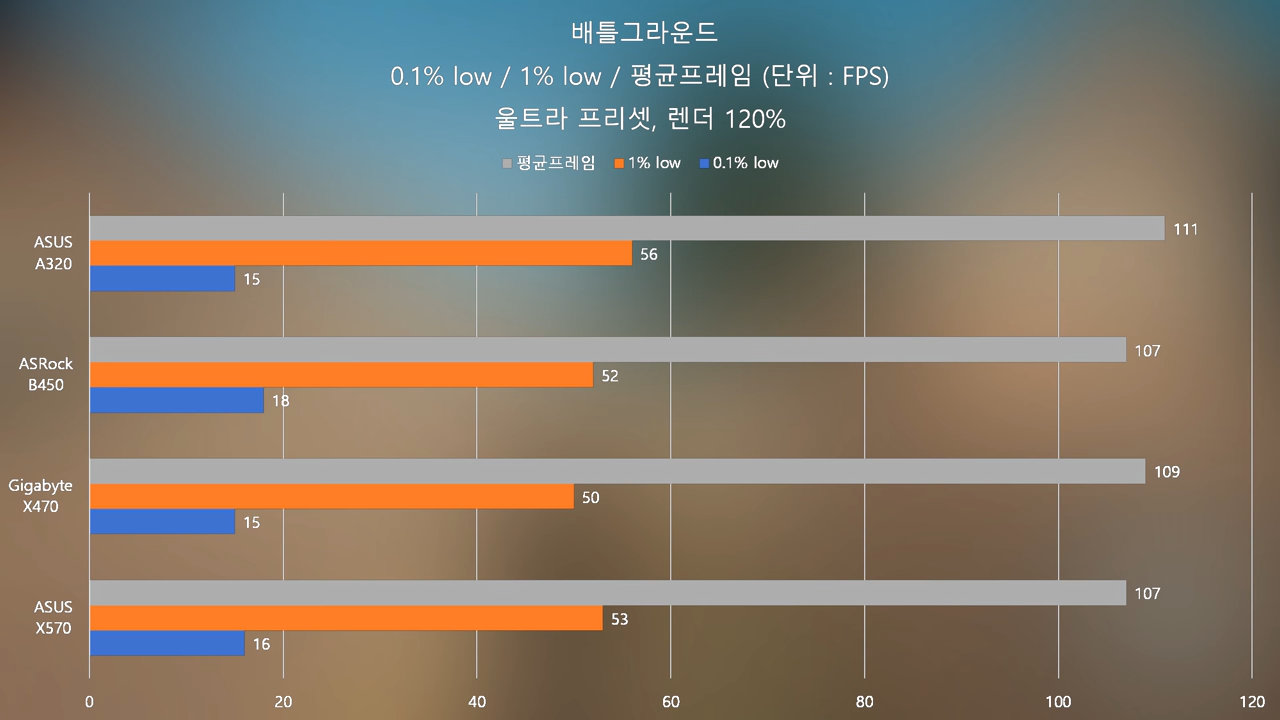 배틀그라운드
0.1% low / 1% low / 평균프레임 (단위 : FPS)
울트라 프리셋, 렌더 120%
평균프레임 1% low 0.1% low
ASUS
A320
111
56
15
ASRock
B450
107
52
18
Gigabyte
X470
109
50
15
ASUS
X570
107
53
16
0 20 40 60 80 100 120